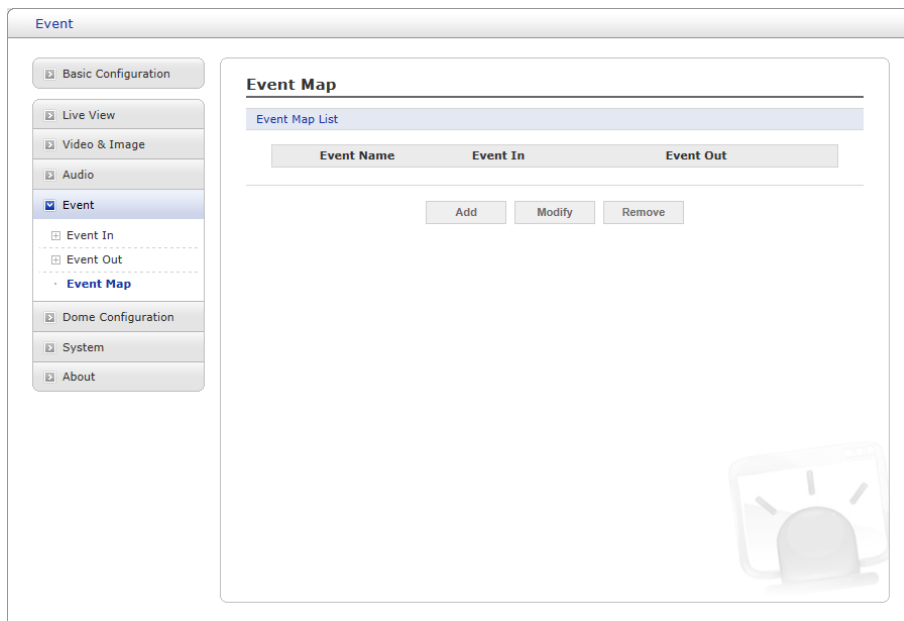 Event
Basic Configuration
Live View
Video & Image
Audio
Event
Event In
Event Out
Event Map
Dome Configuration
System
About
Event Map
Event Map List
Event Name Event In Event Out
Add Modify Remove